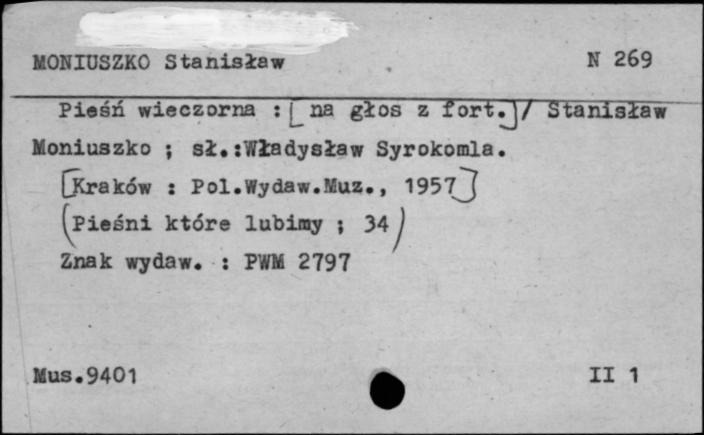 MONIUSZKO Stanisław N 269
Pieśń wieczorna : [na głos z fort.]/ Stanisław
Moniuszko ; sł.:Władysław Syrokomla.
[Kraków : Pol.Wydaw.Muz., 1957]
(Pieśni które lubimy ; 34)
Znak wydaw. : PWM 2797
Mus.9401 II 1